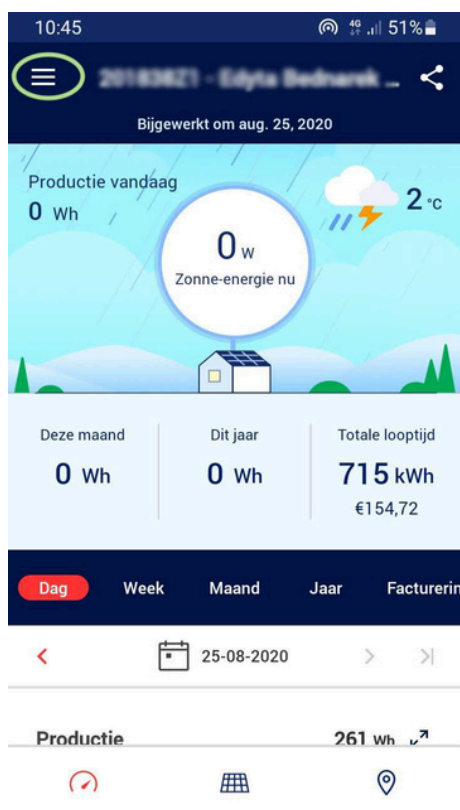 10:45 4G 51%
Bijgewerkt om aug. 25, 2020
Productie vandaag
0 Wh
2 °C
0 W
Zonne-energie nu
Deze maand Dit jaar Totale looptijd
0 Wh 0 Wh 715 kWh
€154,72
Dag Week Maand Jaar Facturerin
25-08-2020
Productie 261 Wh